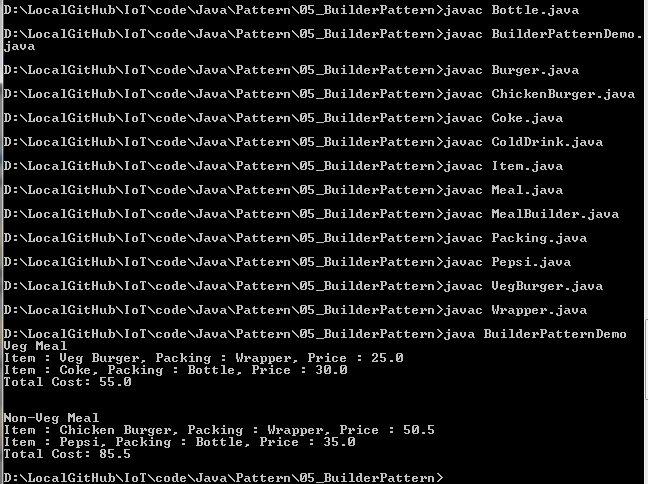 D:\LocalGitHub\IoT\code\Java\Pattern\05_BuilderPattern>javac Bottle.java
D:\LocalGitHub\IoT\code\Java\Pattern\05_BuilderPattern>javac BuilderPatternDemo.
java
D:\LocalGitHub\IoT\code\Java\Pattern\05_BuilderPattern>javac Burger.java
D:\LocalGitHub\IoT\code\Java\Pattern\05_BuilderPattern>javac ChickenBurger.java
D:\LocalGitHub\IoT\code\Java\Pattern\05_BuilderPattern>javac Coke.java
D:\LocalGitHub\IoT\code\Java\Pattern\05_BuilderPattern>javac ColdDrink.java
D:\LocalGitHub\IoT\code\Java\Pattern\05_BuilderPattern>javac Item.java
D:\LocalGitHub\IoT\code\Java\Pattern\05_BuilderPattern>javac Meal.java
D:\LocalGitHub\IoT\code\Java\Pattern\05_BuilderPattern>javac MealBuilder.java
D:\LocalGitHub\IoT\code\Java\Pattern\05_BuilderPattern>javac Packing.java
D:\LocalGitHub\IoT\code\Java\Pattern\05_BuilderPattern>javac Pepsi.java
D:\LocalGitHub\IoT\code\Java\Pattern\05_BuilderPattern>javac VegBurger.java
D:\LocalGitHub\IoT\code\Java\Pattern\05_BuilderPattern>javac Wrapper.java
D:\LocalGitHub\IoT\code\Java\Pattern\05_BuilderPattern>java BuilderPatternDemo
Veg Meal
Item : Veg Burger, Packing : Wrapper, Price : 25.0
Item : Coke, Packing : Bottle, Price : 30.0
Total Cost: 55.0
Non-Veg Meal
Item : Chicken Burger, Packing : Wrapper, Price : 50.5
Item : Pepsi, Packing : Bottle, Price : 35.0
Total Cost: 85.5
D:\LocalGitHub\IoT\code\Java\Pattern\05_BuilderPattern>